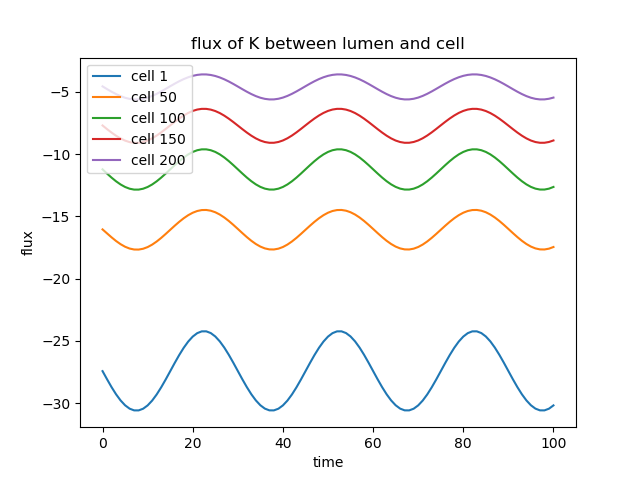 flux of K between lumen and cell
cell 1
cell 50
cell 100
cell 150
cell 200
−5
−10
−15
−20
−25
−30
flux
0 20 40 60 80 100
time